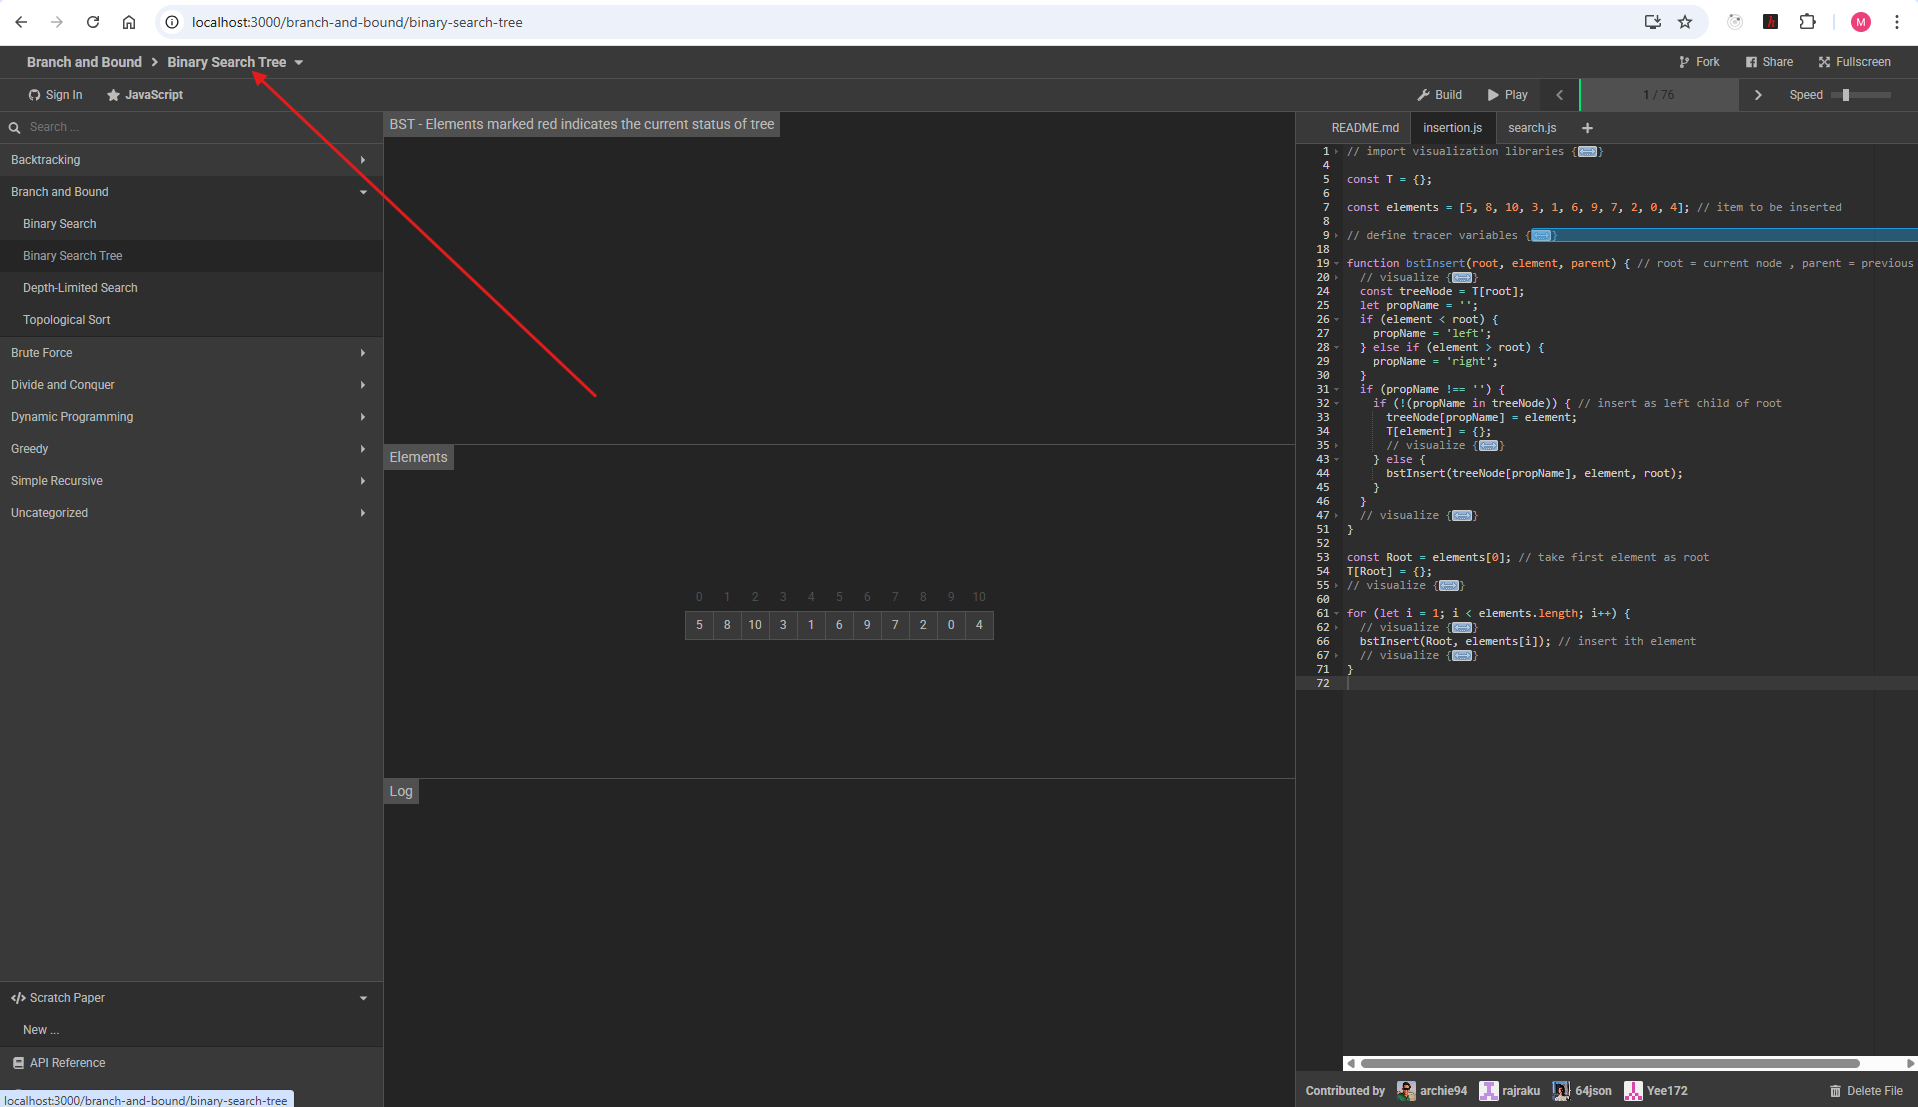 localhost:3000/branch-and-bound/binary-search-tree
M
Branch and Bound > Binary Search Tree
Fork
Share
Fullscreen
Sign In
JavaScript
Build
Play
1 / 76
Speed
Search ...
Backtracking
Branch and Bound
Binary Search
Binary Search Tree
Depth-Limited Search
Topological Sort
Brute Force
Divide and Conquer
Dynamic Programming
Greedy
Simple Recursive
Uncategorized
</> Scratch Paper
New ...
API Reference
localhost:3000/branch-and-bound/binary-search-tree
BST - Elements marked red indicates the current status of tree
Elements
0 1 2 3 4 5 6 7 8 9 10
5 8 10 3 1 6 9 7 2 0 4
Log
README.md
insertion.js
search.js
+
1 // import visualization libraries {}
4
5 const T = {};
6
7 const elements = [5, 8, 10, 3, 1, 6, 9, 7, 2, 0, 4]; // item to be inserted
8
9 // define tracer variables {}
18
19 function bstInsert(root, element, parent) { // root = current node , parent = previous
20 // visualize {}
24 const treeNode = T[root];
25 let propName = '';
26 if (element < root) {
27 propName = 'left';
28 } else if (element > root) {
29 propName = 'right';
30 }
31 if (propName !== '') {
32 if (!(propName in treeNode)) { // insert as left child of root
33 treeNode[propName] = element;
34 T[element] = {};
35 // visualize {}
43 } else {
44 bstInsert(treeNode[propName], element, root);
45 }
46 }
47 // visualize {}
51 }
52
53 const Root = elements[0]; // take first element as root
54 T[Root] = {};
55 // visualize {}
60
61 for (let i = 1; i < elements.length; i++) {
62 // visualize {}
66 bstInsert(Root, elements[i]); // insert ith element
67 // visualize {}
71 }
72
Contributed by archie94 rajraku 64json Yee172
Delete File